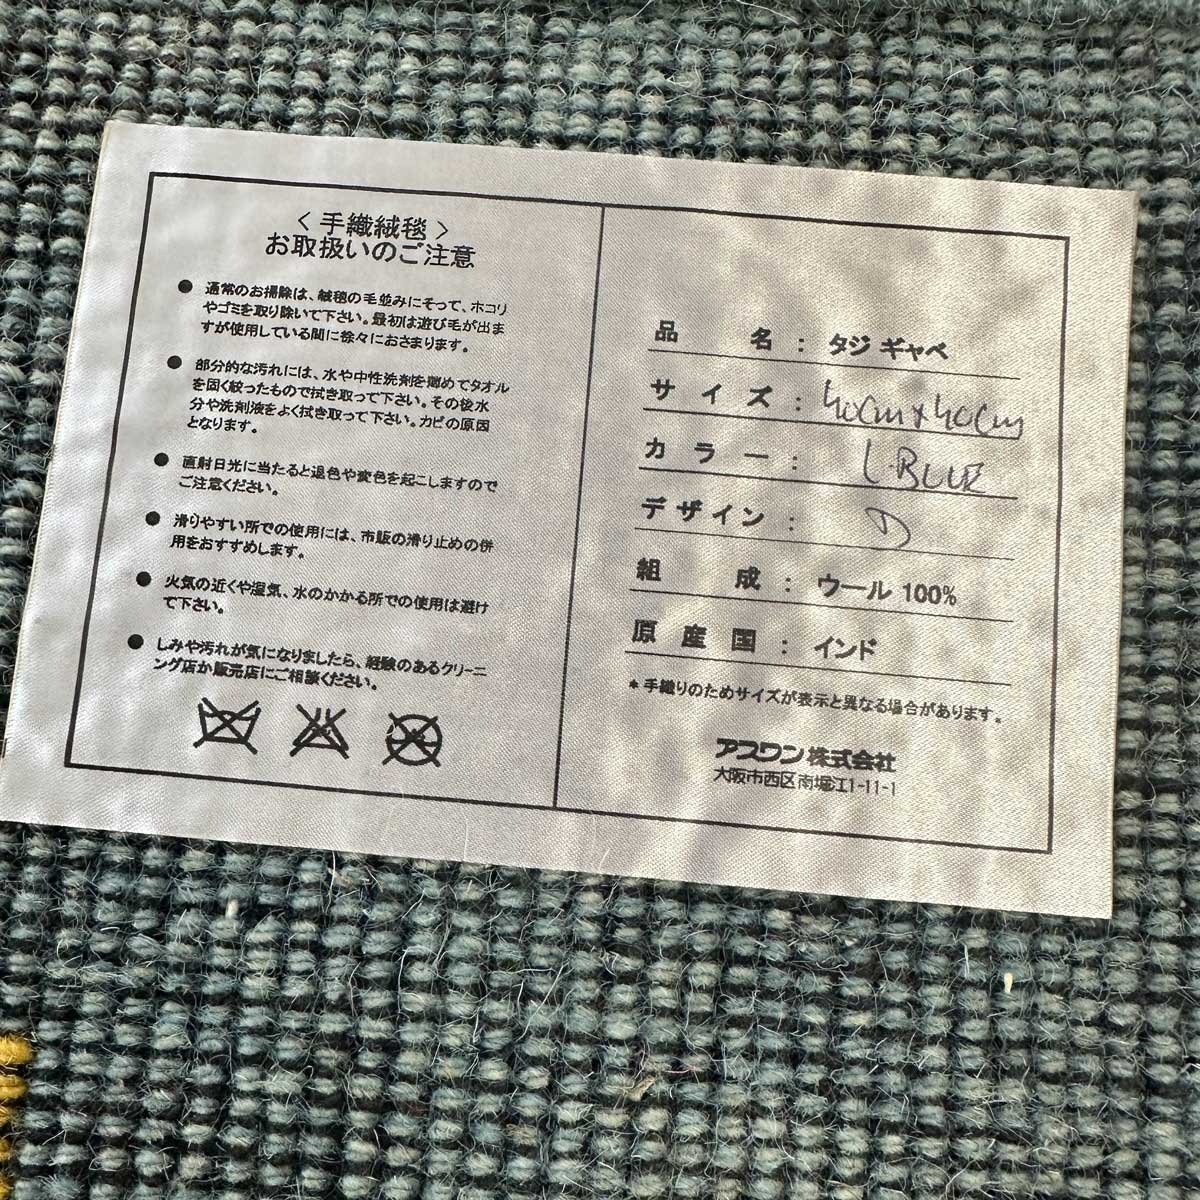 〈 手織絨毯 〉
お取扱いのご注意
● 通常のお掃除は、絨毯の毛並みにそって、ホコリ
やゴミを取り除いて下さい。最初は遊び毛が出ま
すが使用している間に徐々におさまります。
● 部分的な汚れには、水や中性洗剤を薄めてタオル
を固く絞ったもので拭き取って下さい。その後水
分や洗剤液をよく拭き取って下さい。カビの原因
となります。
● 直射日光に当たると退色や変色を起こしますので
ご注意ください。
● 滑りやすい所での使用には、市販の滑り止めの併
用をおすすめします。
● 火気の近くや湿気、水のかかる所での使用は避け
て下さい。
● しみや汚れが気になりましたら、経験のあるクリーニ
ング店か販売店にご相談ください。
品名 : タジ ギャベ
サイズ : 40cm x 40cm
カラー : L.BLUE
デザイン :
組成 : ウール 100%
原産国 : インド
* 手織りのためサイズが表示と異なる場合があります。
アスワン株式会社
大阪市西区南堀江1-11-1